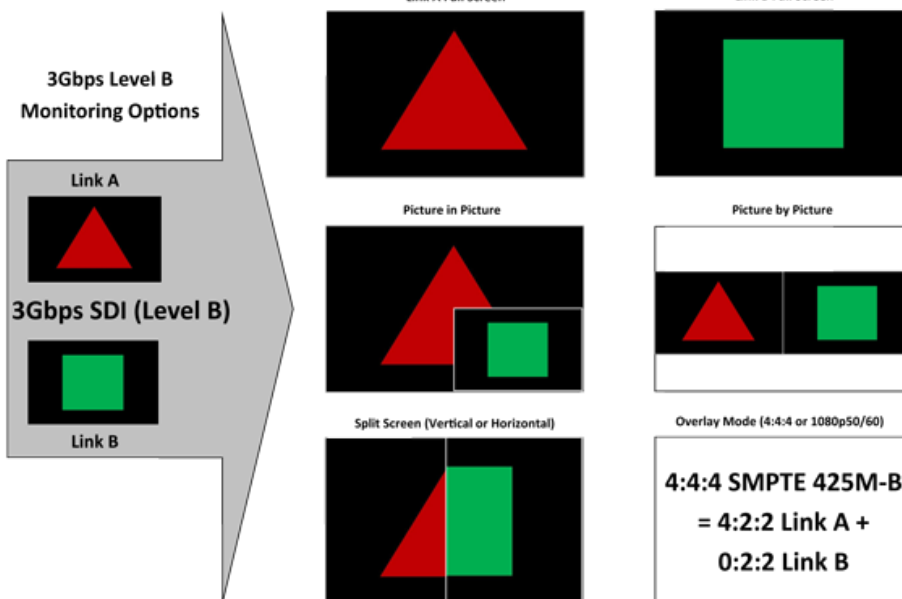 3Gbps Level B
Monitoring Options
Link A
3Gbps SDI (Level B)
Link B
Picture in Picture
Picture by Picture
Split Screen (Vertical or Horizontal)
Overlay Mode (4:4:4 or 1080p50/60)
4:4:4 SMPTE 425M-B
= 4:2:2 Link A +
0:2:2 Link B